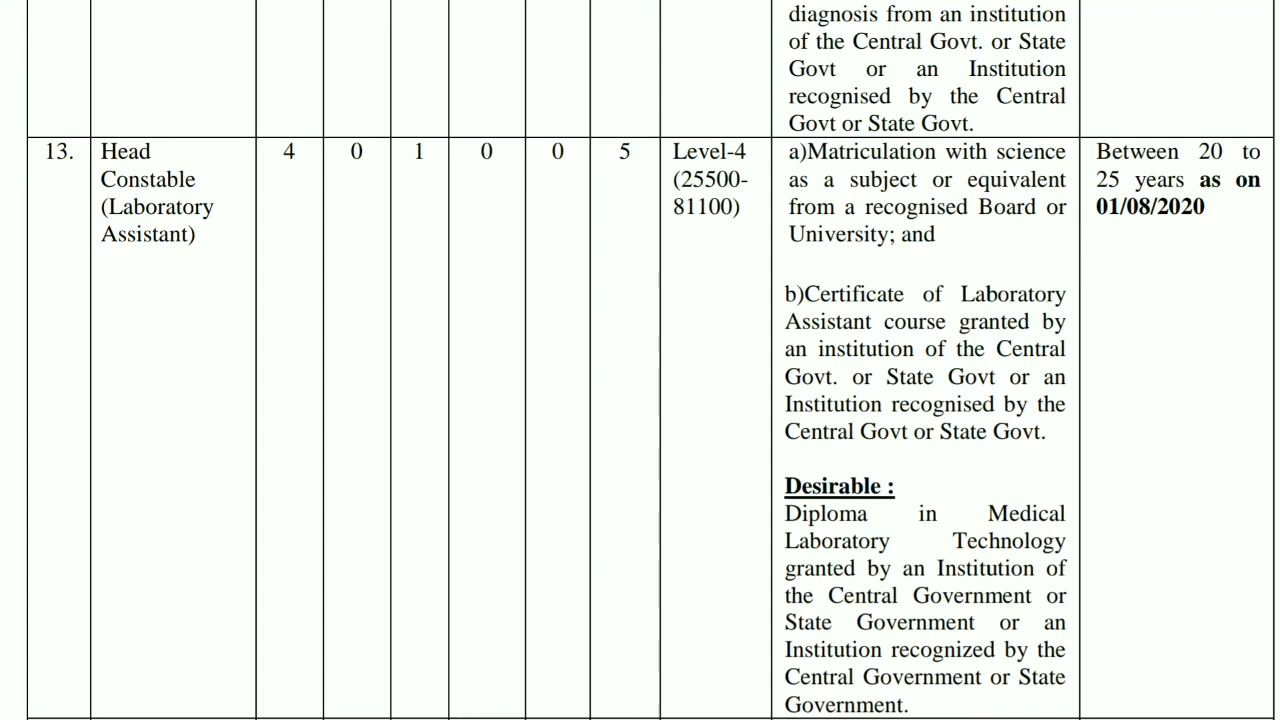 diagnosis from an institution
of the Central Govt. or State
Govt or an Institution
recognised by the Central
Govt or State Govt.
13.
Head
Constable
(Laboratory
Assistant)
4
0
1
0
0
5
Level-4
(25500-
81100)
a)Matriculation with science
as a subject or equivalent
from a recognised Board or
University; and
b)Certificate of Laboratory
Assistant course granted by
an institution of the Central
Govt. or State Govt or an
Institution recognised by the
Central Govt or State Govt.
Desirable :
Diploma in Medical
Laboratory Technology
granted by an Institution of
the Central Government or
State Government or an
Institution recognized by the
Central Government or State
Government.
Between 20 to
25 years as on
01/08/2020